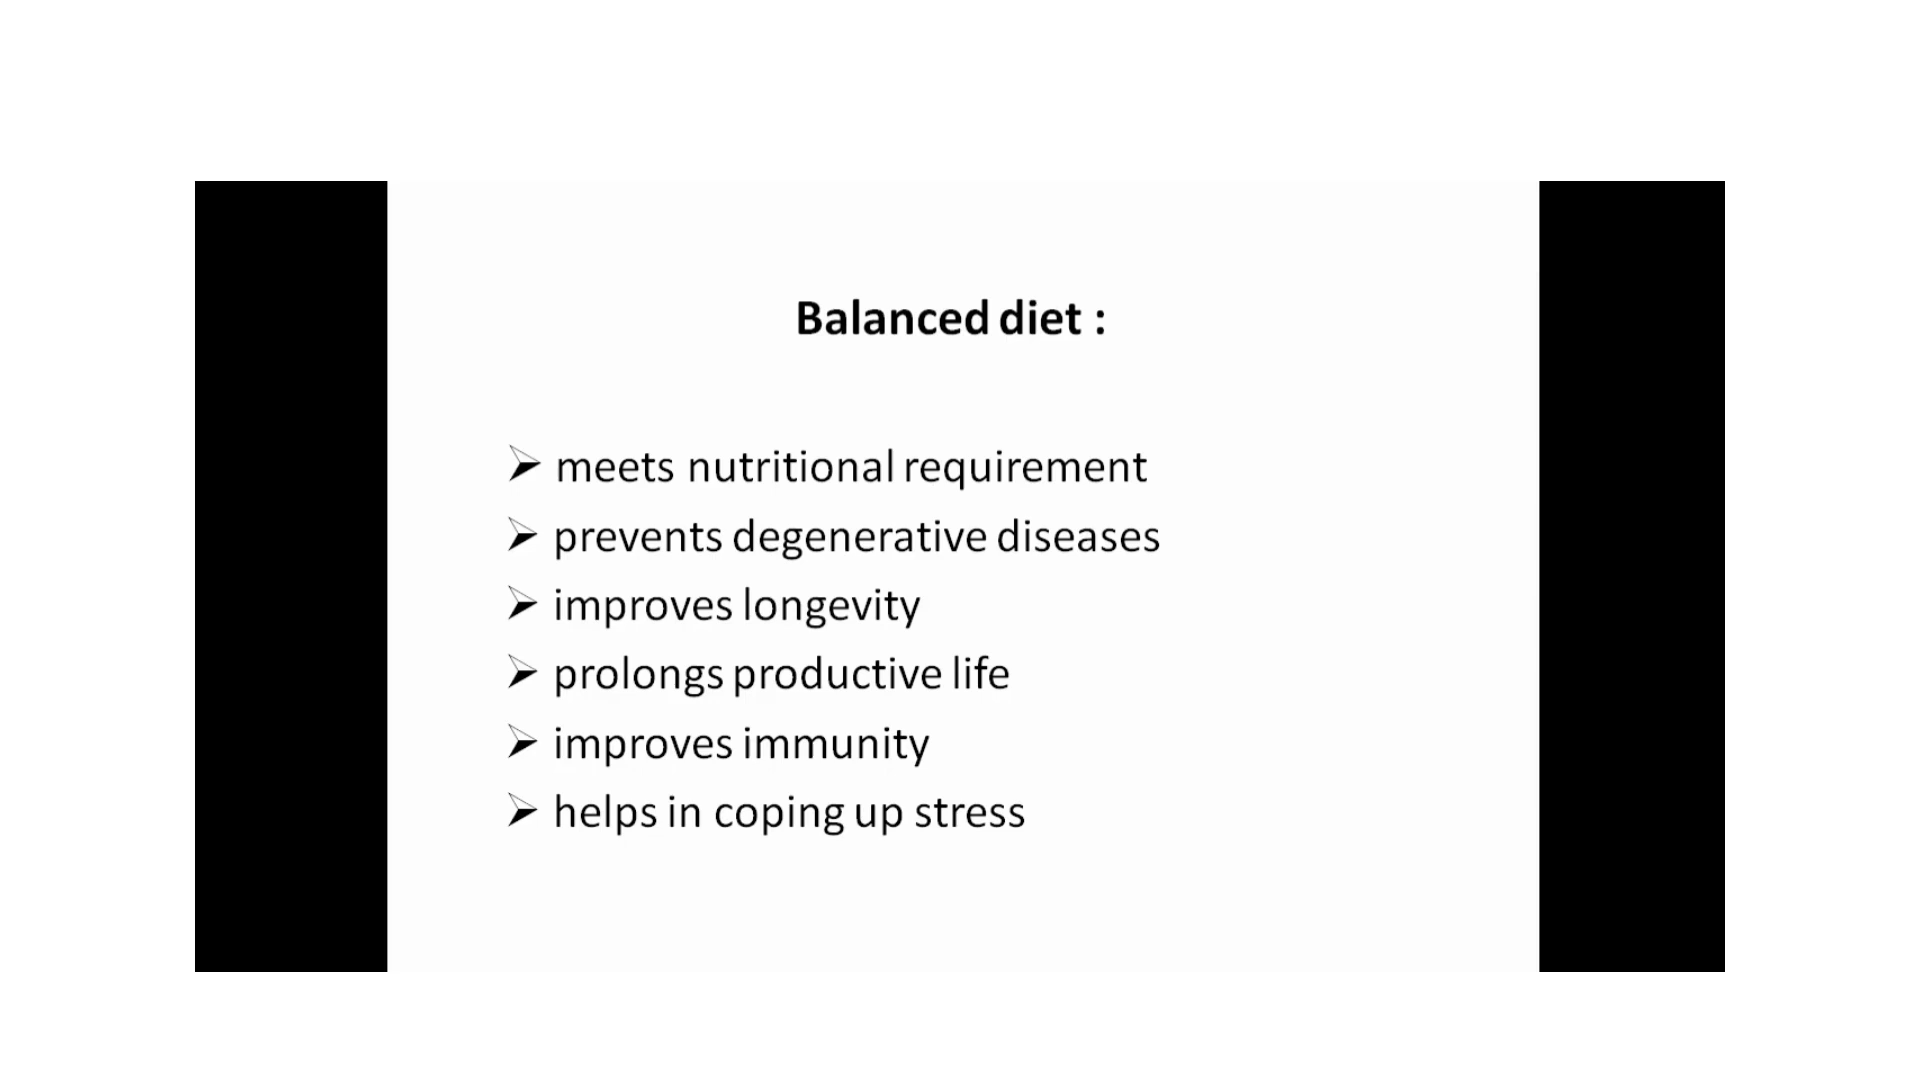 Balanced diet :
➢ meets nutritional requirement
➢ prevents degenerative diseases
➢ improves longevity
➢ prolongs productive life
➢ improves immunity
➢ helps in coping up stress